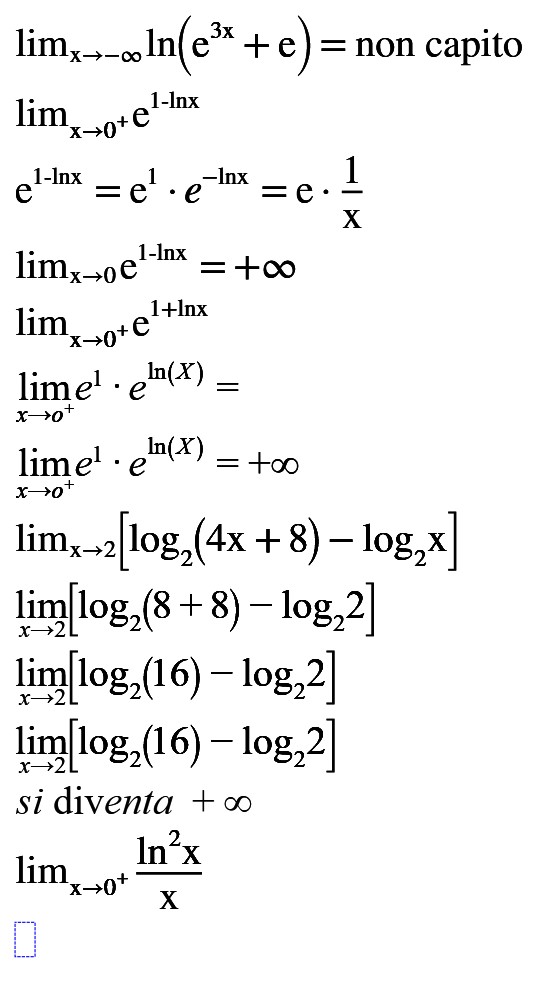 lim_{x→−∞} ln(e^{3x} + e) = non capito
lim_{x→0⁺} e^{1-lnx}
e^{1-lnx} = e^1 · e^{−lnx} = e · 1/x
lim_{x→0} e^{1-lnx} = +∞
lim_{x→0⁺} e^{1+lnx}
lim_{x→o⁺} e^1 · e^{ln(X)} =
lim_{x→o⁺} e^1 · e^{ln(X)} = +∞
lim_{x→2} [log_2(4x + 8) − log_2 x]
lim_{x→2} [log_2(8 + 8) − log_2 2]
lim_{x→2} [log_2(16) − log_2 2]
lim_{x→2} [log_2(16) − log_2 2]
si diventa + ∞
lim_{x→0⁺} ln²x/x